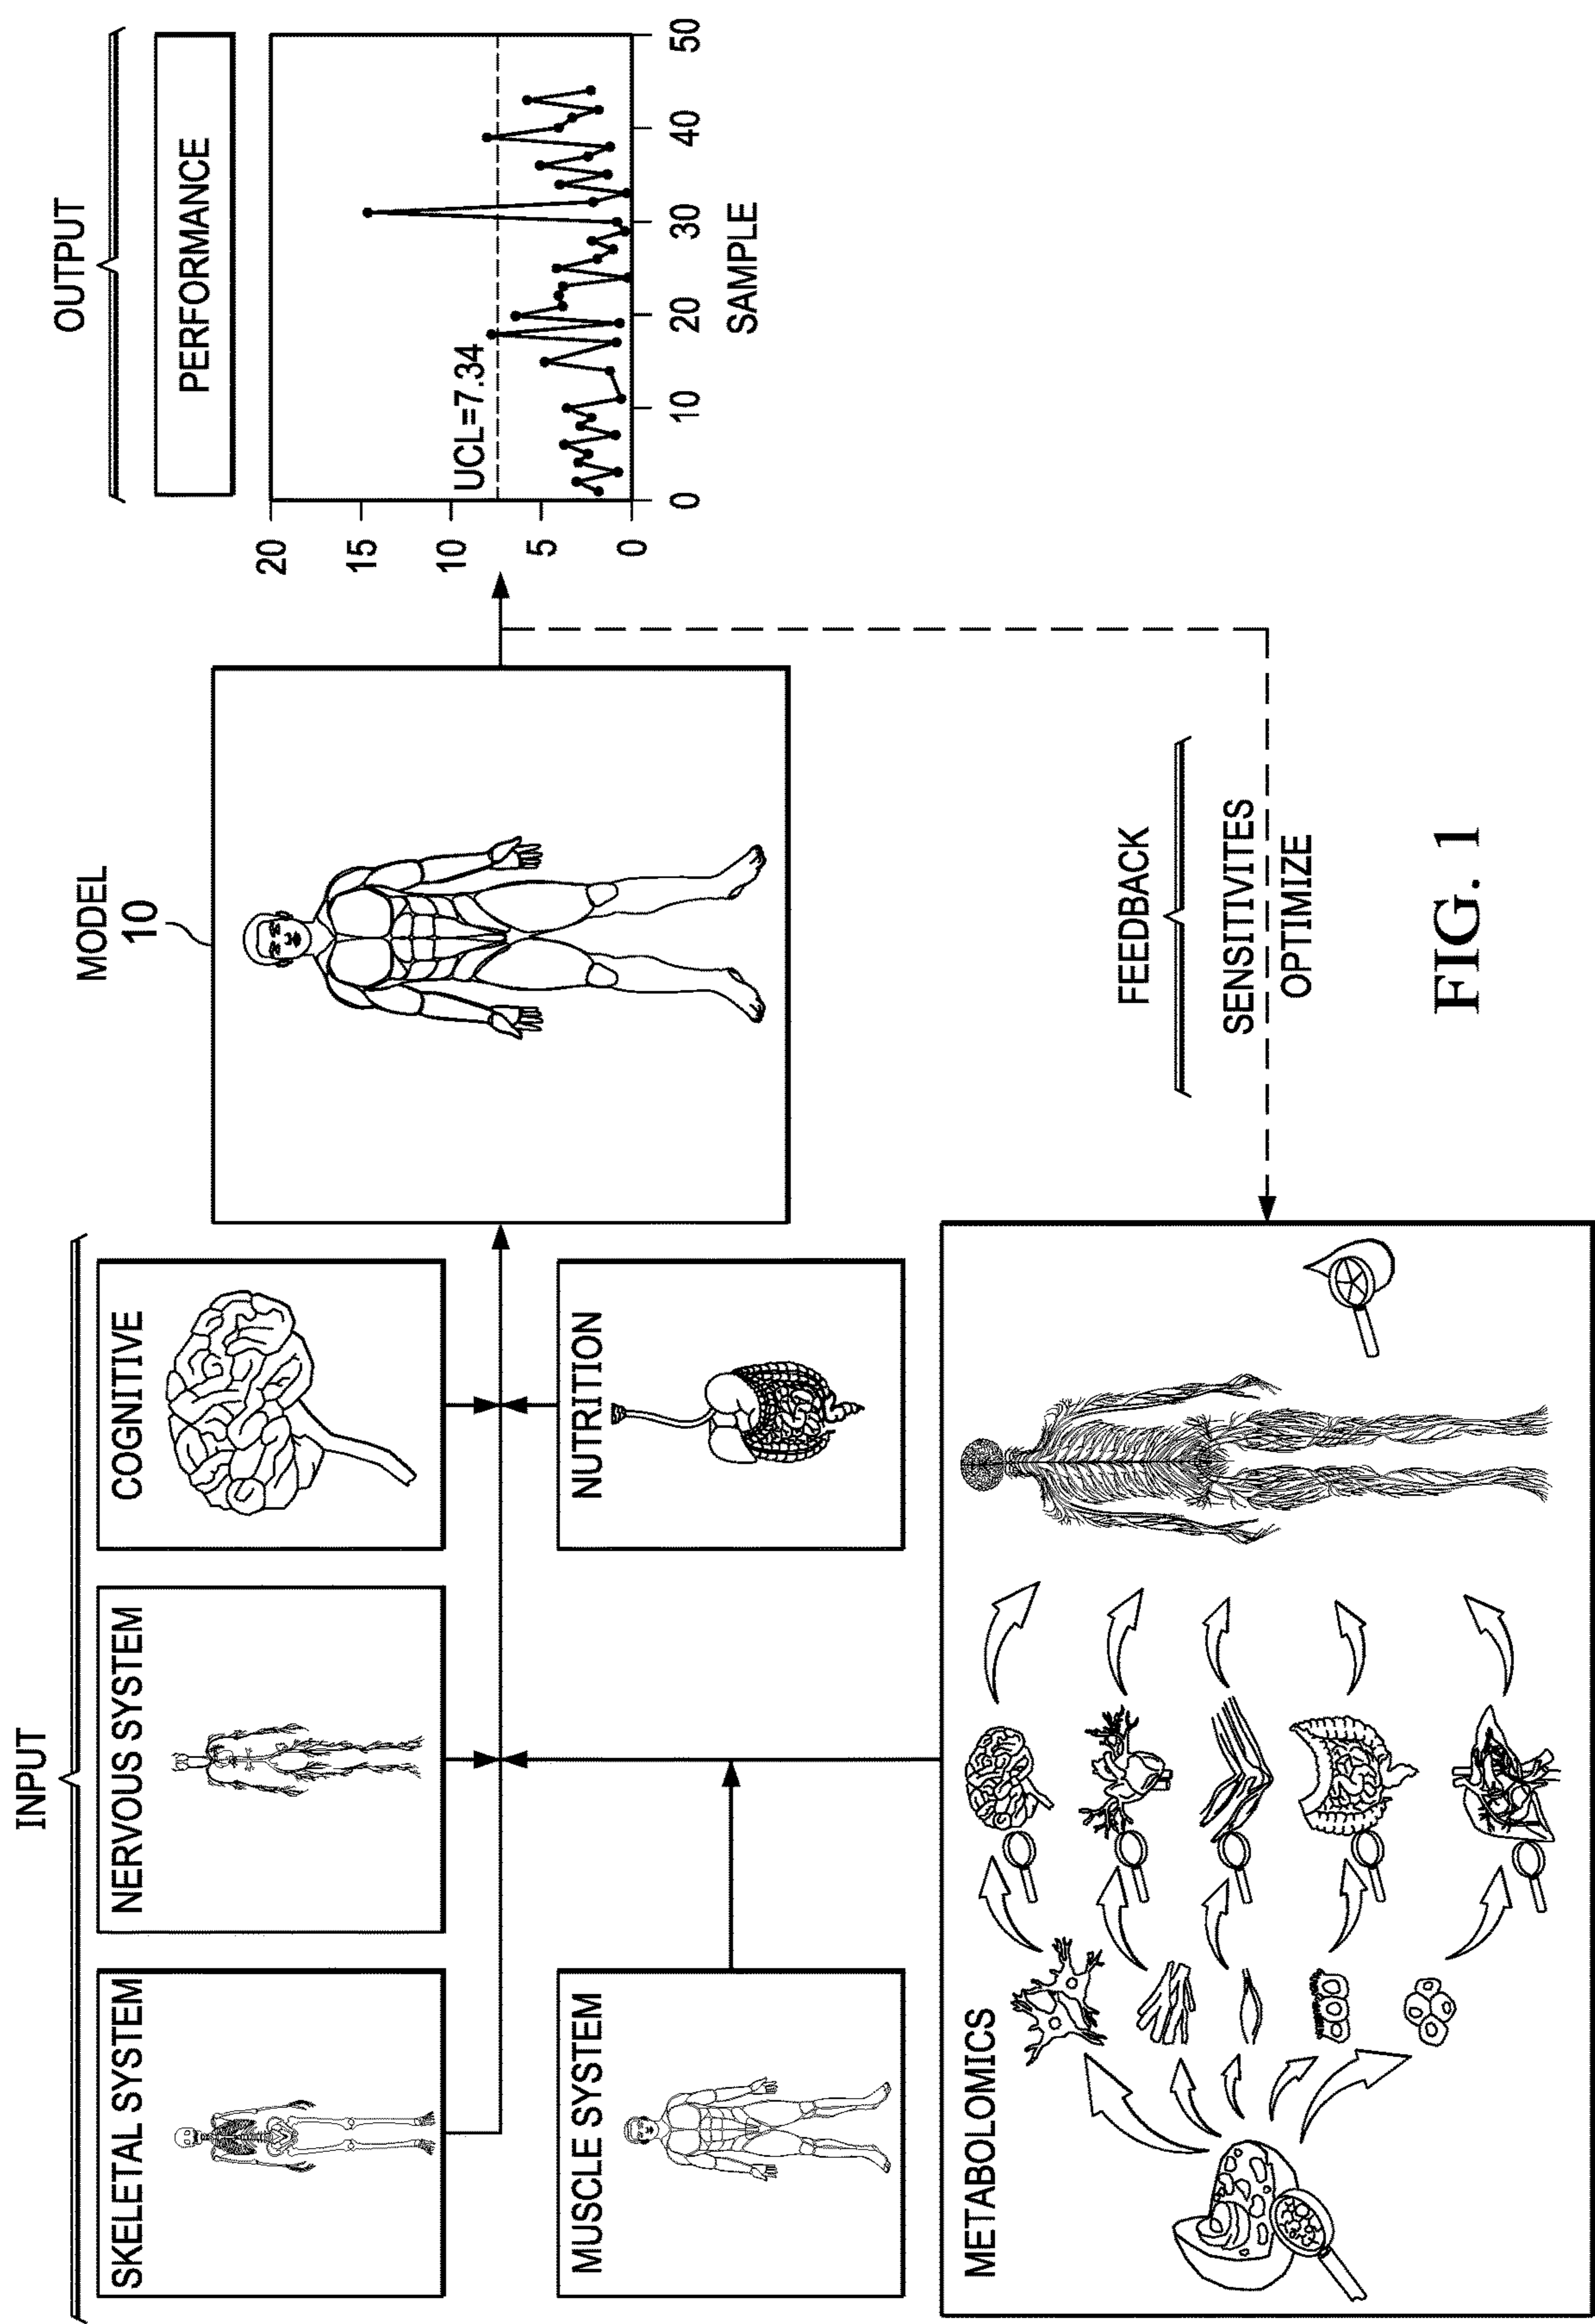 INPUT
SKELETAL SYSTEM
NERVOUS SYSTEM
COGNITIVE
MUSCLE SYSTEM
NUTRITION
METABOLOMICS
MODEL
10
OUTPUT
PERFORMANCE
20
15
10
5
0
UCL=7.34
0 10 20 30 40 50
SAMPLE
FEEDBACK
SENSITIVITES
OPTIMIZE
FIG. 1